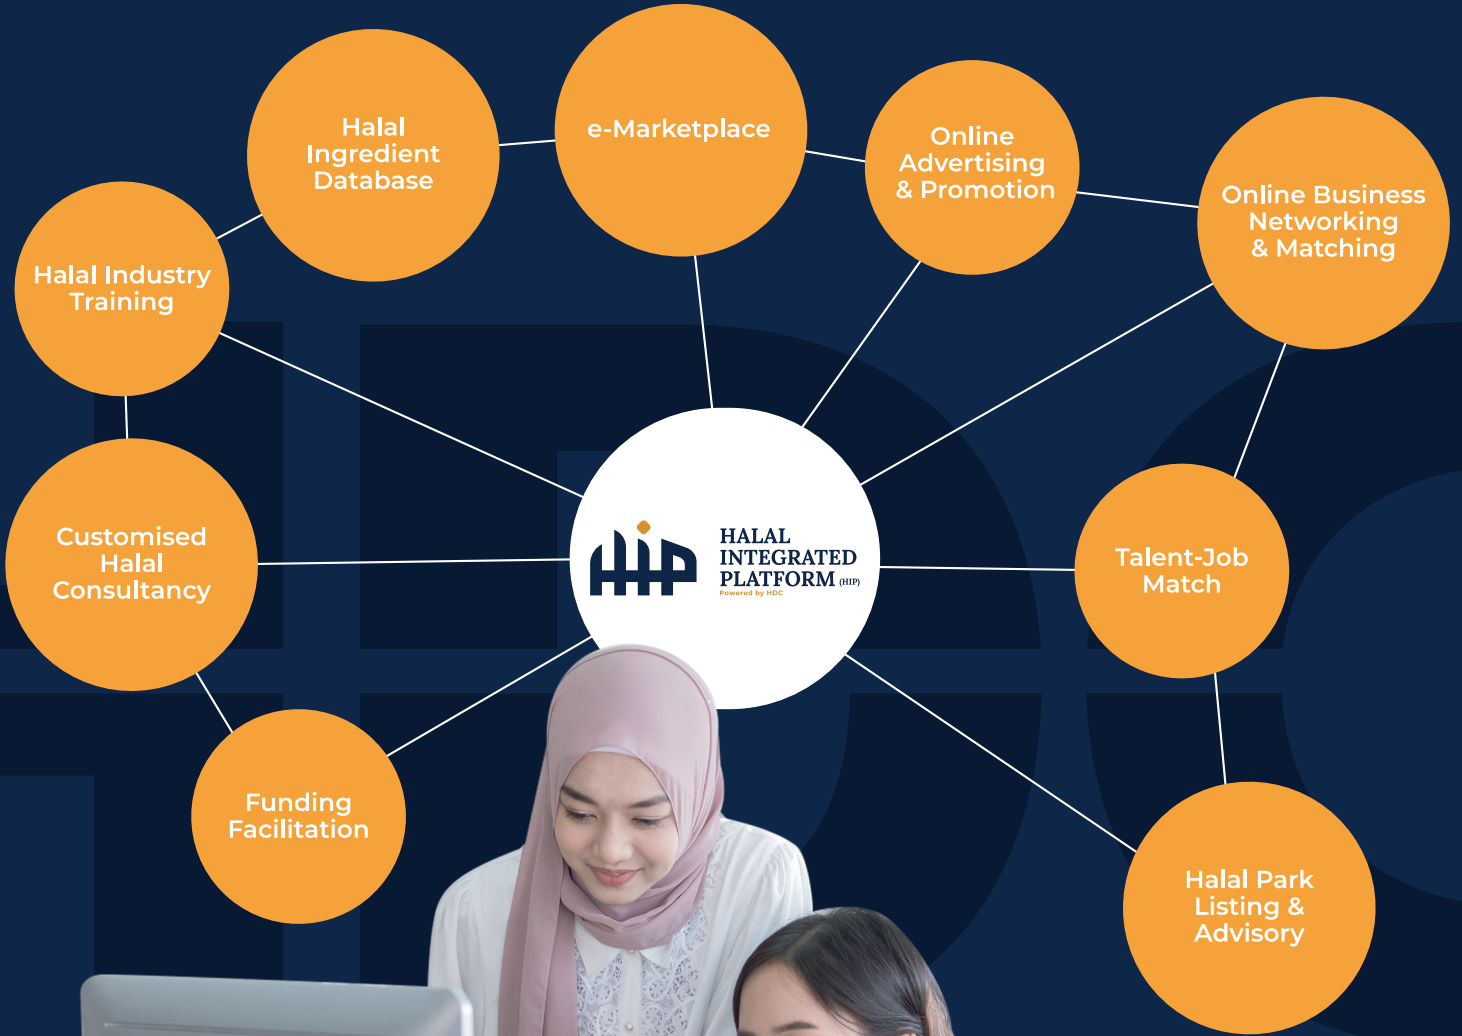 e-Marketplace
Halal
Ingredient
Database
Online
Advertising
& Promotion
Online Business
Networking
& Matching
Halal Industry
Training
HiP
HALAL
INTEGRATED
PLATFORM (HIP)
Powered by HDC
Customised
Halal
Consultancy
Talent-Job
Match
Funding
Facilitation
Halal Park
Listing &
Advisory